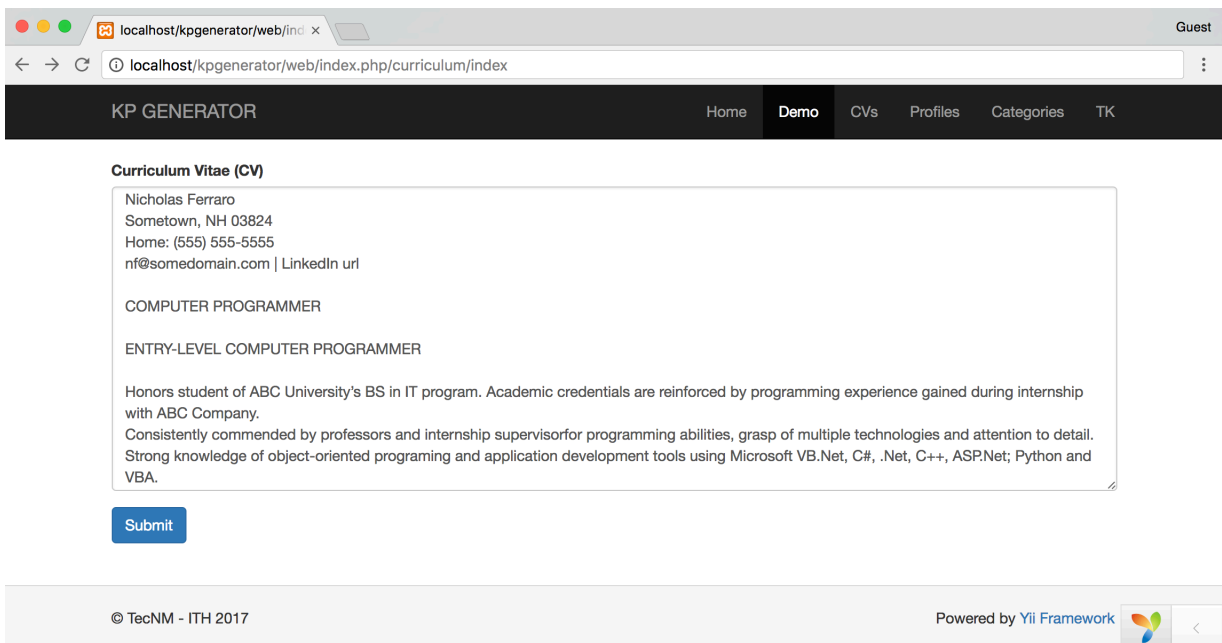 localhost/kpgenerator/web/ind
Guest
localhost/kpgenerator/web/index.php/curriculum/index
KP GENERATOR Home Demo CVs Profiles Categories TK
Curriculum Vitae (CV)
Nicholas Ferraro
Sometown, NH 03824
Home: (555) 555-5555
nf@somedomain.com | LinkedIn url
COMPUTER PROGRAMMER
ENTRY-LEVEL COMPUTER PROGRAMMER
Honors student of ABC University’s BS in IT program. Academic credentials are reinforced by programming experience gained during internship
with ABC Company.
Consistently commended by professors and internship supervisorfor programming abilities, grasp of multiple technologies and attention to detail.
Strong knowledge of object-oriented programing and application development tools using Microsoft VB.Net, C#, .Net, C++, ASP.Net; Python and
VBA.
Submit
© TecNM - ITH 2017 Powered by Yii Framework